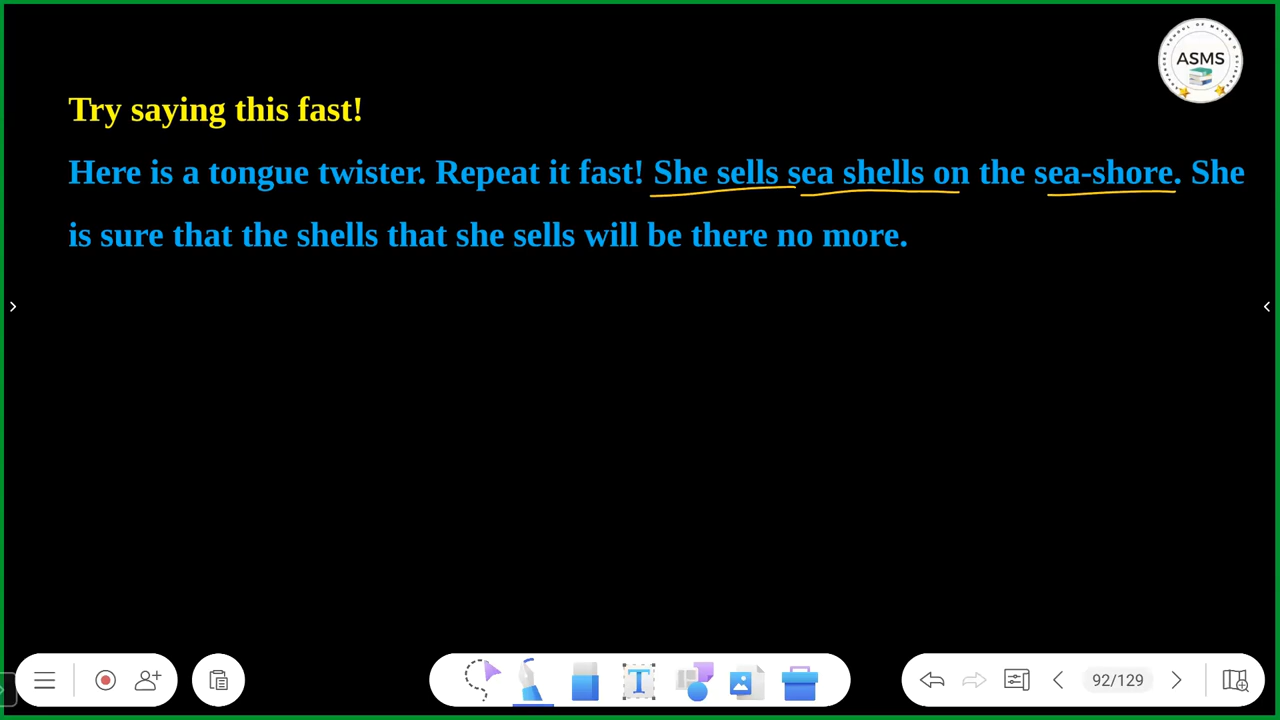 ASMS
Try saying this fast!
Here is a tongue twister. Repeat it fast! She sells sea shells on the sea-shore. She
is sure that the shells that she sells will be there no more.
92/129